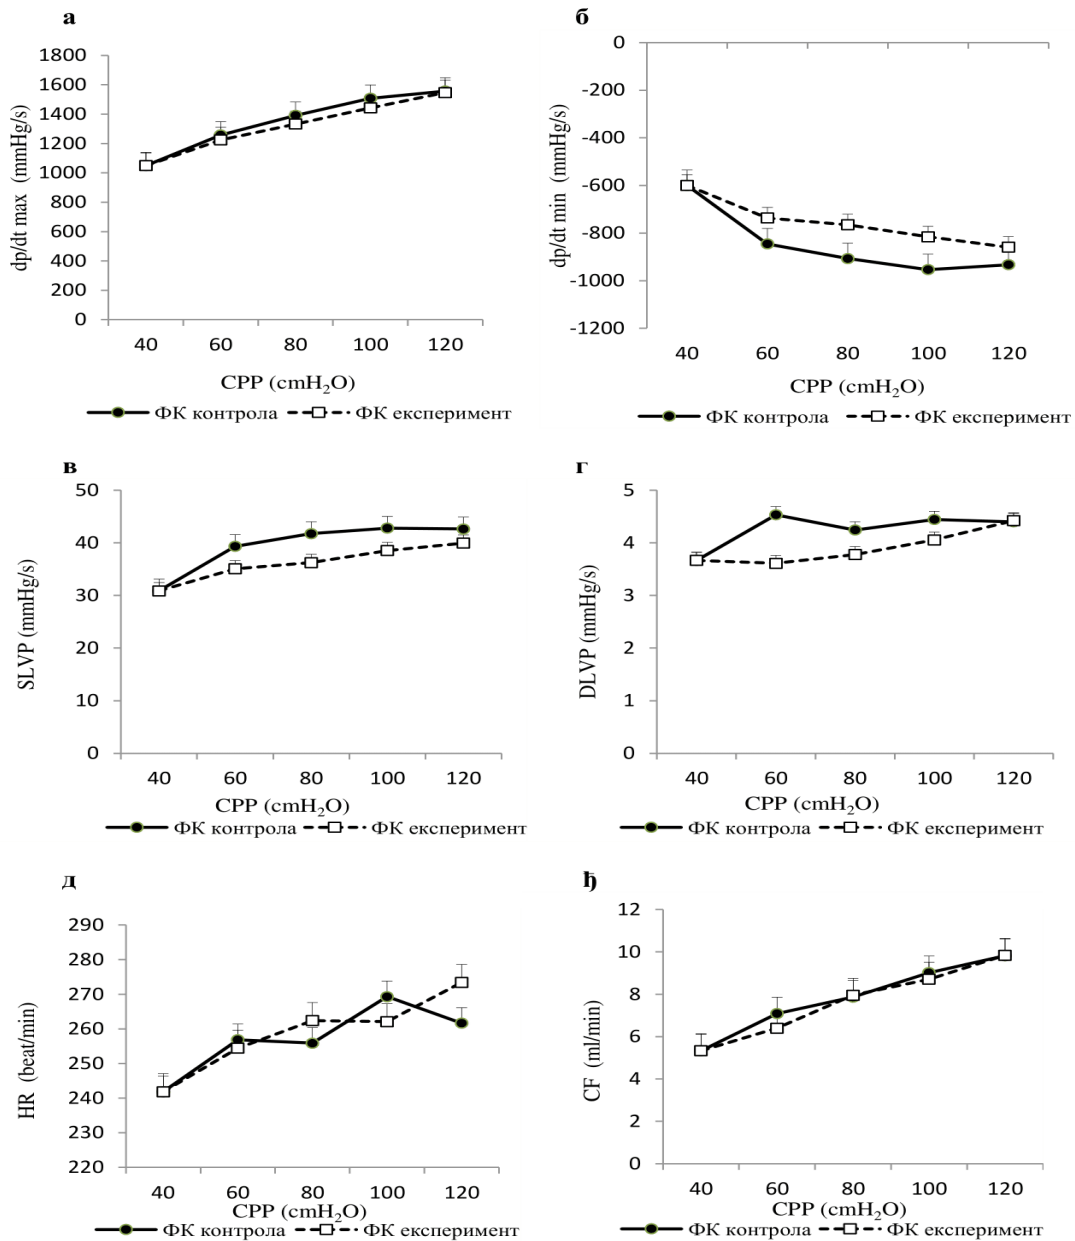 а
1800
1600
1400
1200
1000
800
600
400
200
0
dp/dt max (mmHg/s)
40 60 80 100 120
CPP (cmH₂O)
ФК контрола ФК експеримент
б
0
-200
-400
-600
-800
-1000
-1200
dp/dt min (mmHg/s)
40 60 80 100 120
CPP (cmH₂O)
ФК контрола ФК експеримент
в
50
40
30
20
10
0
SLVP (mmHg/s)
40 60 80 100 120
CPP (cmH₂O)
ФК контрола ФК експеримент
г
5
4
3
2
1
0
DLVP (mmHg/s)
40 60 80 100 120
CPP (cmH₂O)
ФК контрола ФК експеримент
д
290
280
270
260
250
240
230
220
HR (beat/min)
40 60 80 100 120
CPP (cmH₂O)
ФК контрола ФК експеримент
ђ
12
10
8
6
4
2
0
CF (ml/min)
40 60 80 100 120
CPP (cmH₂O)
ФК контрола ФК експеримент